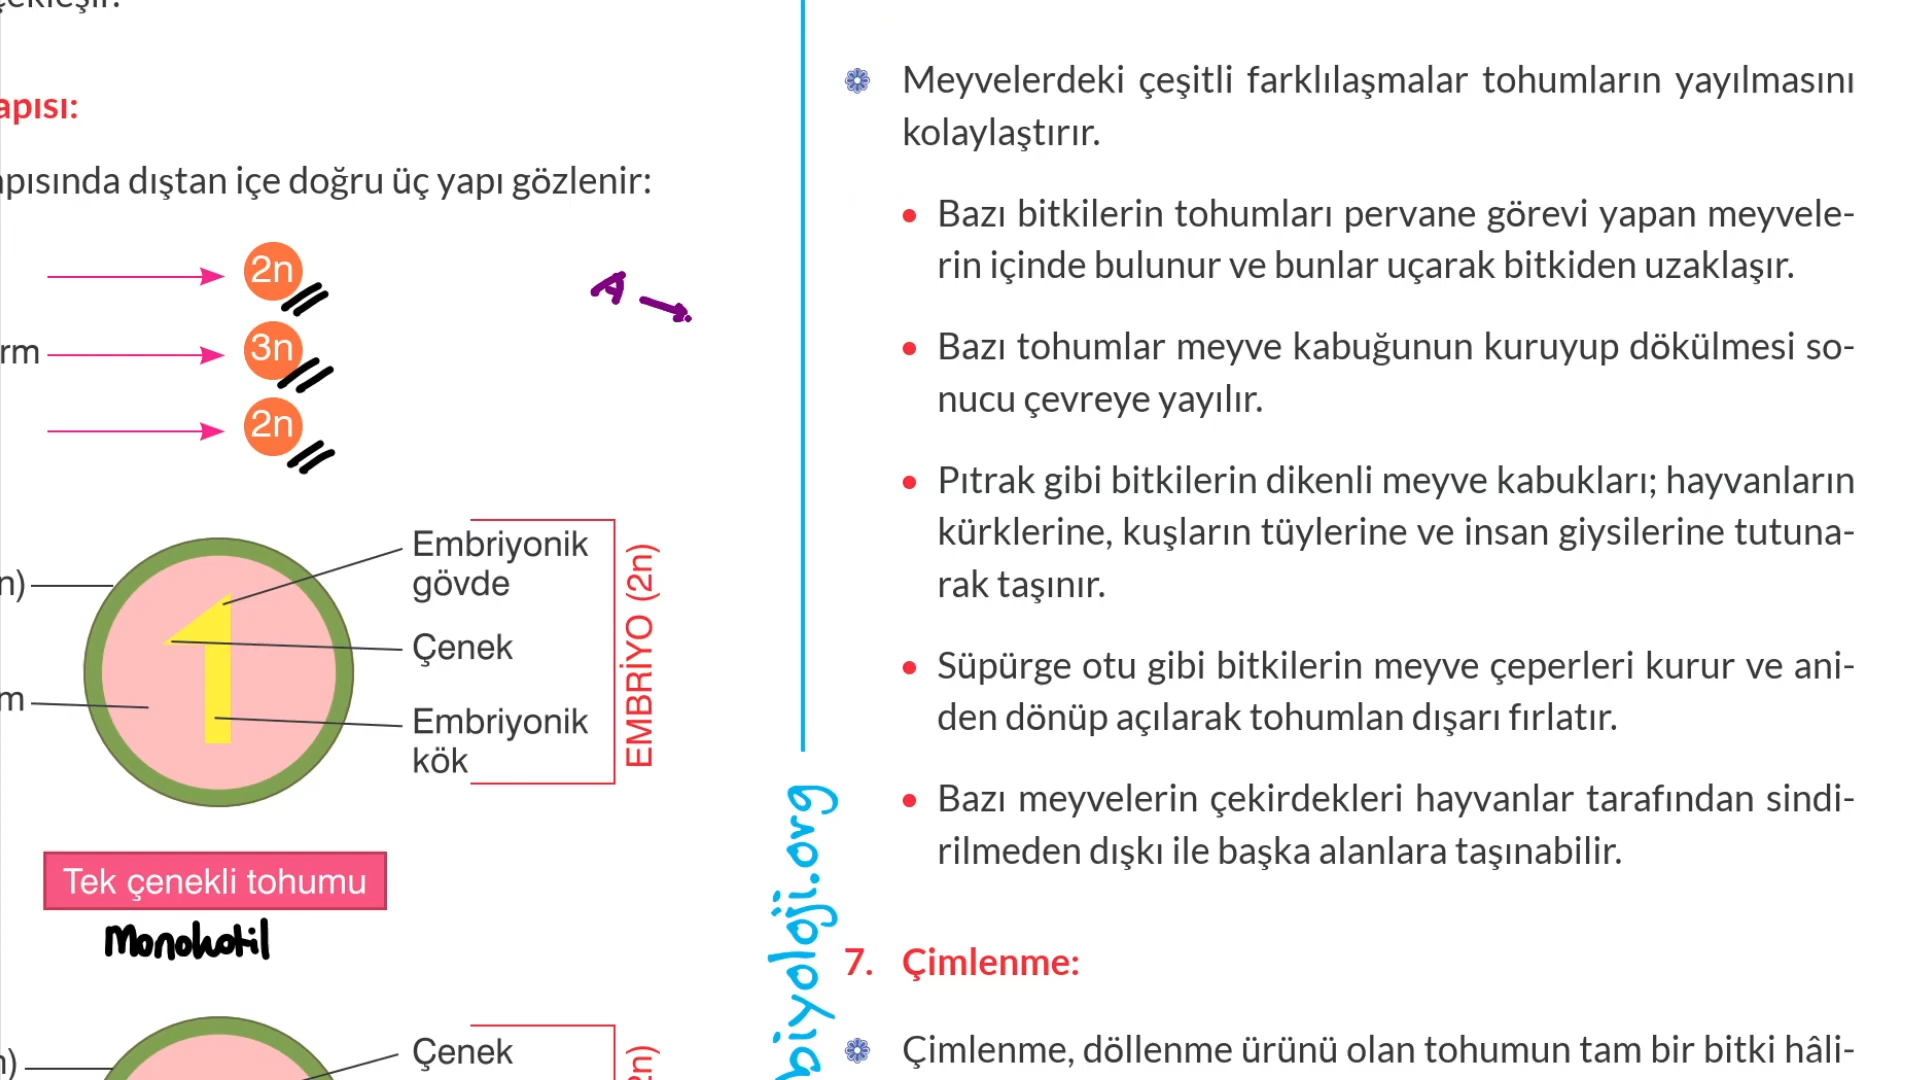 apısı:
pısında dıştan içe doğru üç yapı gözlenir:
2n
A
rm
3n
2n
Embriyonik
gövde
n)
Çenek
m
Embriyonik
kök
EMBRİYO (2n)
Tek çenekli tohumu
Monokotil
Çenek
)
2n)
biyoloji.org
Meyvelerdeki çeşitli farklılaşmalar tohumların yayılmasını
kolaylaştırır.
• Bazı bitkilerin tohumları pervane görevi yapan meyvele-
rin içinde bulunur ve bunlar uçarak bitkiden uzaklaşır.
• Bazı tohumlar meyve kabuğunun kuruyup dökülmesi so-
nucu çevreye yayılır.
• Pıtrak gibi bitkilerin dikenli meyve kabukları; hayvanların
kürklerine, kuşların tüylerine ve insan giysilerine tutuna-
rak taşınır.
• Süpürge otu gibi bitkilerin meyve çeperleri kurur ve ani-
den dönüp açılarak tohumlan dışarı fırlatır.
• Bazı meyvelerin çekirdekleri hayvanlar tarafından sindi-
rilmeden dışkı ile başka alanlara taşınabilir.
7. Çimlenme:
Çimlenme, döllenme ürünü olan tohumun tam bir bitki hâli-